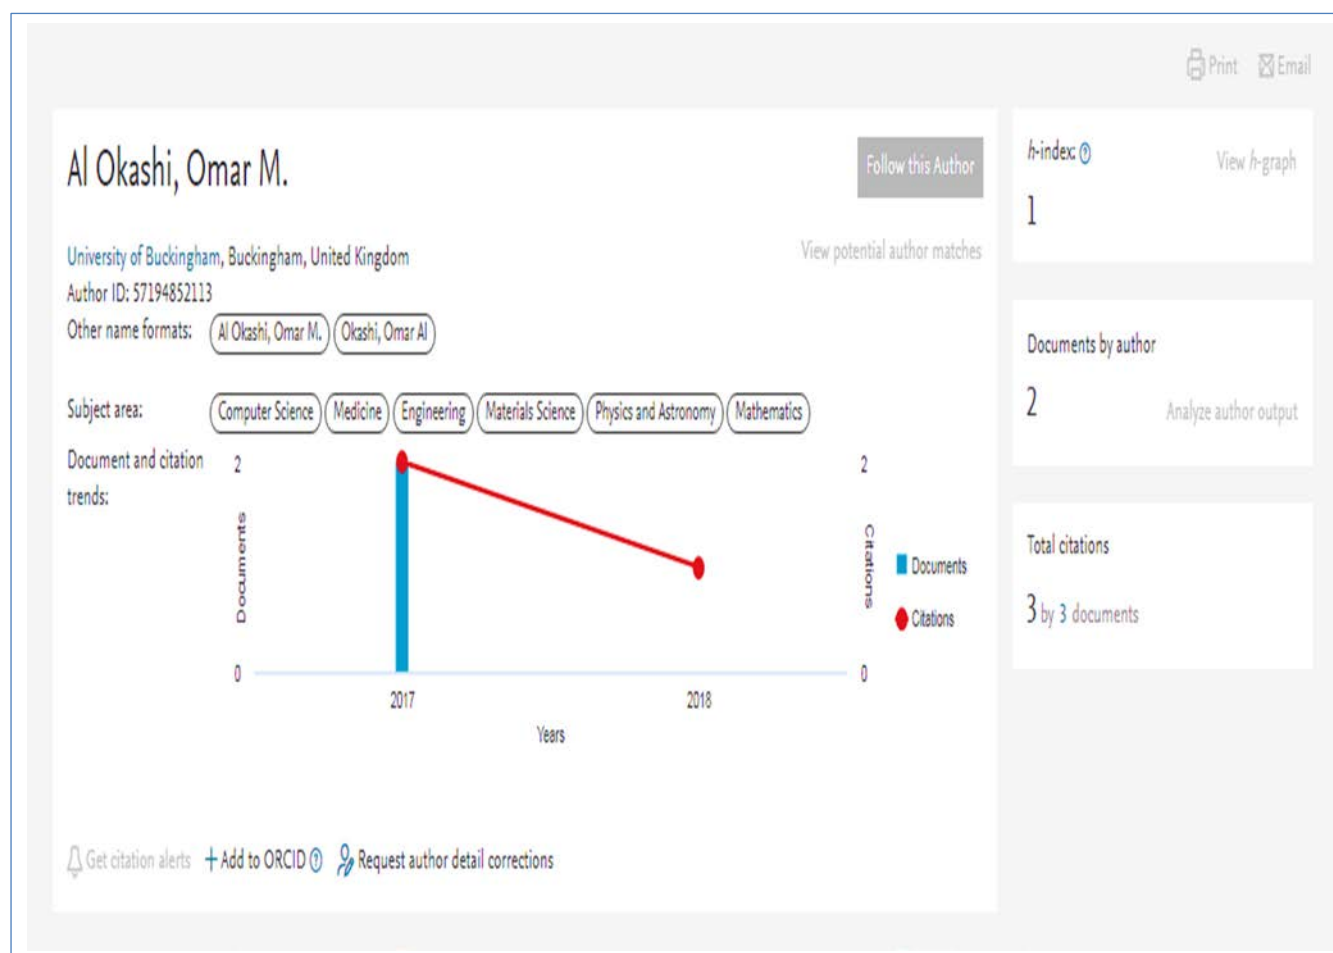 Print Email
Al Okashi, Omar M.
Follow this Author
University of Buckingham, Buckingham, United Kingdom
View potential author matches
Author ID: 57194852113
Other name formats: Al Okashi, Omar M. Okashi, Omar Al
Subject area: Computer Science Medicine Engineering Materials Science Physics and Astronomy Mathematics
Document and citation
trends:
2
Documents
0
2
Citations
0
2017 2018
Years
Documents
Citations
Get citation alerts + Add to ORCID ? Request author detail corrections
h-index: ? View h-graph
1
Documents by author
2 Analyze author output
Total citations
3 by 3 documents